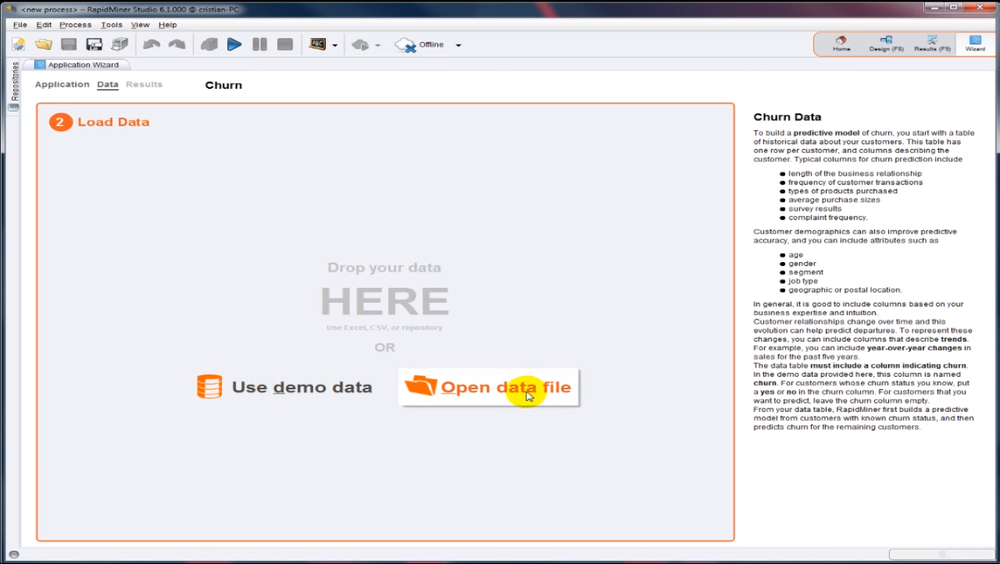 <new process> – RapidMiner Studio 6.1.000 @ cristian-PC
File Edit Process Tools View Help
Offline
Home Design (F8) Results (F9) Wizard
Repositories
Application Wizard
Application Data Results Churn
2 Load Data
Drop your data
HERE
Use Excel, CSV, or repository
OR
Use demo data
Open data file
Churn Data
To build a predictive model of churn, you start with a table
of historical data about your customers. This table has
one row per customer, and columns describing the
customer. Typical columns for churn prediction include
● length of the business relationship
● frequency of customer transactions
● types of products purchased
● average purchase sizes
● survey results
● complaint frequency.
Customer demographics can also improve predictive
accuracy, and you can include attributes such as
● age
● gender
● segment
● job type
● geographic or postal location.
In general, it is good to include columns based on your
business expertise and intuition.
Customer relationships change over time and this
evolution can help predict departures. To represent these
changes, you can include columns that describe trends.
For example, you can include year-over-year changes in
sales for the past five years.
The data table must include a column indicating churn.
In the demo data provided here, this column is named
churn. For customers whose churn status you know, put
a yes or no in the churn column. For customers that you
want to predict, leave the churn column empty.
From your data table, RapidMiner first builds a predictive
model from customers with known churn status, and then
predicts churn for the remaining customers.